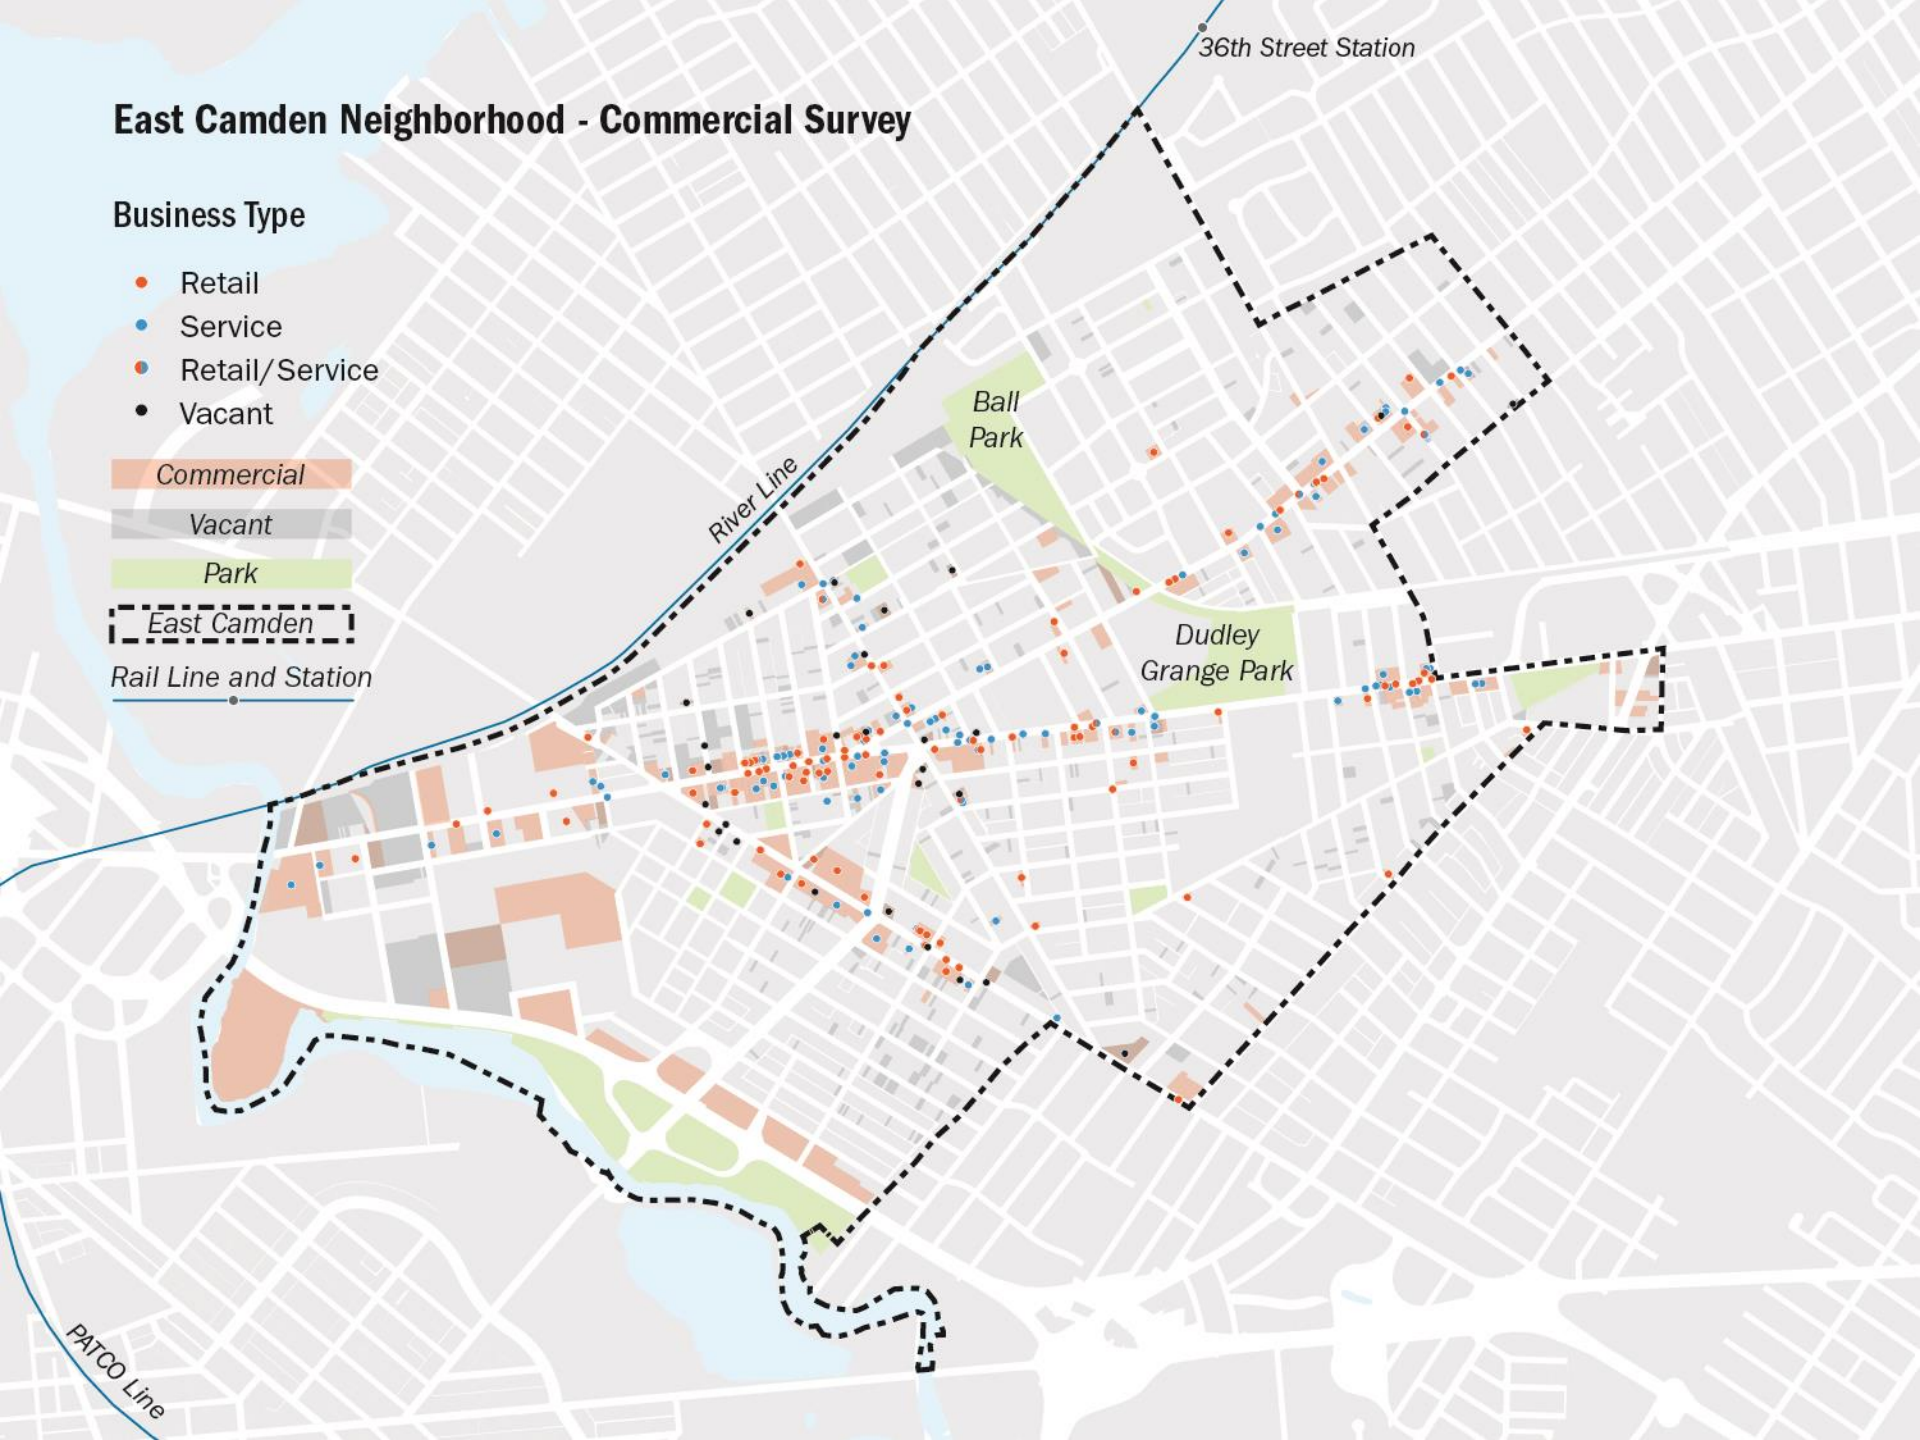 36th Street Station
East Camden Neighborhood - Commercial Survey
Business Type
Retail
Service
Retail/Service
Vacant
Commercial
Vacant
Park
East Camden
Rail Line and Station
Ball
Park
River Line
Dudley
Grange Park
PATCO Line